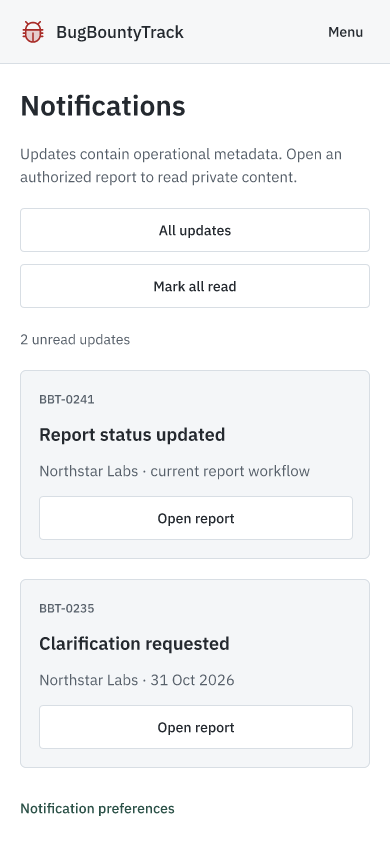 BugBountyTrack
Menu
Notifications
Updates contain operational metadata. Open an
authorized report to read private content.
All updates
Mark all read
2 unread updates
BBT-0241
Report status updated
Northstar Labs · current report workflow
Open report
BBT-0235
Clarification requested
Northstar Labs · 31 Oct 2026
Open report
Notification preferences